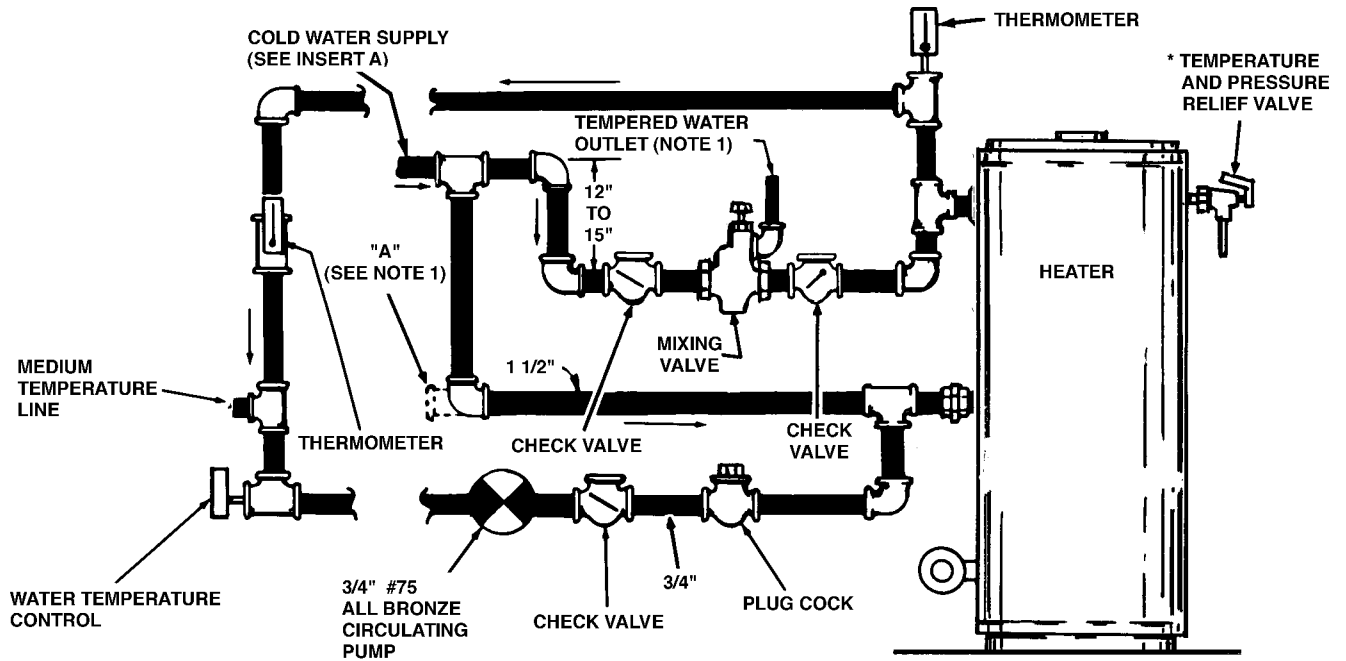 THERMOMETER
COLD WATER SUPPLY
(SEE INSERT A)
* TEMPERATURE
AND PRESSURE
RELIEF VALVE
TEMPERED WATER
OUTLET (NOTE 1)
12"
TO
15"
"A"
(SEE NOTE 1)
HEATER
MIXING
VALVE
1 1/2"
MEDIUM
TEMPERATURE
LINE
THERMOMETER
CHECK VALVE
CHECK
VALVE
WATER TEMPERATURE
CONTROL
3/4" #75
ALL BRONZE
CIRCULATING
PUMP
CHECK VALVE
3/4"
PLUG COCK